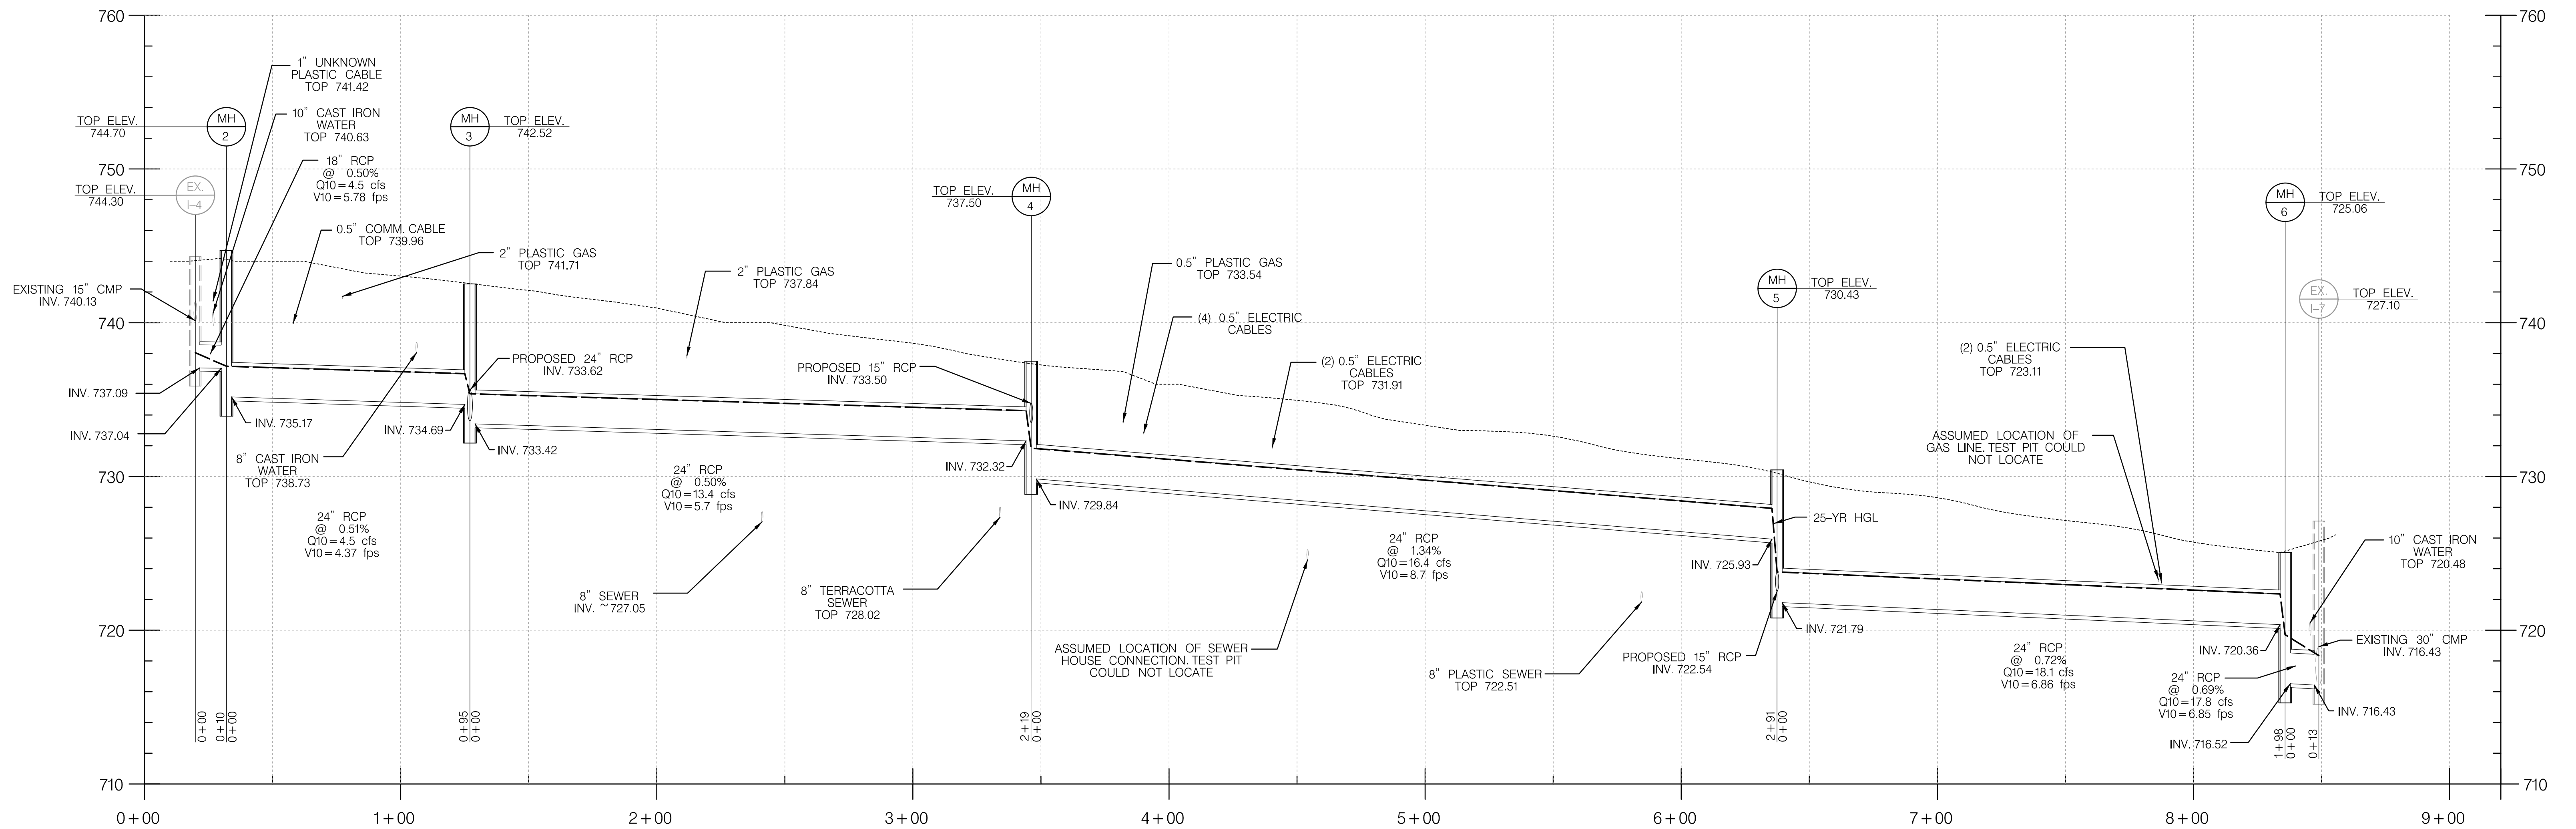 760
750
740
730
720
710
760
750
740
730
720
710
1" UNKNOWN
PLASTIC CABLE
TOP 741.42
10" CAST IRON
WATER
TOP 740.63
18" RCP
@ 0.50%
Q10=4.5 cfs
V10=5.78 fps
TOP ELEV.
744.70
MH
2
TOP ELEV.
744.30
EX.
I-4
MH
3
TOP ELEV.
742.52
0.5" COMM. CABLE
TOP 739.96
2" PLASTIC GAS
TOP 741.71
EXISTING 15" CMP
INV. 740.13
INV. 737.09
INV. 737.04
INV. 735.17
INV. 734.69
8" CAST IRON
WATER
TOP 738.73
24" RCP
@ 0.51%
Q10=4.5 cfs
V10=4.37 fps
PROPOSED 24" RCP
INV. 733.62
INV. 733.42
2" PLASTIC GAS
TOP 737.84
24" RCP
@ 0.50%
Q10=13.4 cfs
V10=5.7 fps
8" SEWER
INV. ~727.05
8" TERRACOTTA
SEWER
TOP 728.02
PROPOSED 15" RCP
INV. 733.50
INV. 732.32
TOP ELEV.
737.50
MH
4
INV. 729.84
0.5" PLASTIC GAS
TOP 733.54
(4) 0.5" ELECTRIC
CABLES
(2) 0.5" ELECTRIC
CABLES
TOP 731.91
ASSUMED LOCATION OF SEWER
HOUSE CONNECTION. TEST PIT
COULD NOT LOCATE
24" RCP
@ 1.34%
Q10=16.4 cfs
V10=8.7 fps
8" PLASTIC SEWER
TOP 722.51
PROPOSED 15" RCP
INV. 722.54
INV. 725.93
25-YR HGL
MH
5
TOP ELEV.
730.43
INV. 721.79
(2) 0.5" ELECTRIC
CABLES
TOP 723.11
ASSUMED LOCATION OF
GAS LINE. TEST PIT COULD
NOT LOCATE
24" RCP
@ 0.72%
Q10=18.1 cfs
V10=6.86 fps
INV. 720.36
24" RCP
@ 0.69%
Q10=17.8 cfs
V10=6.85 fps
INV. 716.52
MH
6
TOP ELEV.
725.06
EX.
I-7
TOP ELEV.
727.10
10" CAST IRON
WATER
TOP 720.48
EXISTING 30" CMP
INV. 716.43
INV. 716.43
0+00
0+10
0+00
0+95
0+00
2+19
0+00
2+91
0+00
1+98
0+00
0+13
0+00
1+00
2+00
3+00
4+00
5+00
6+00
7+00
8+00
9+00